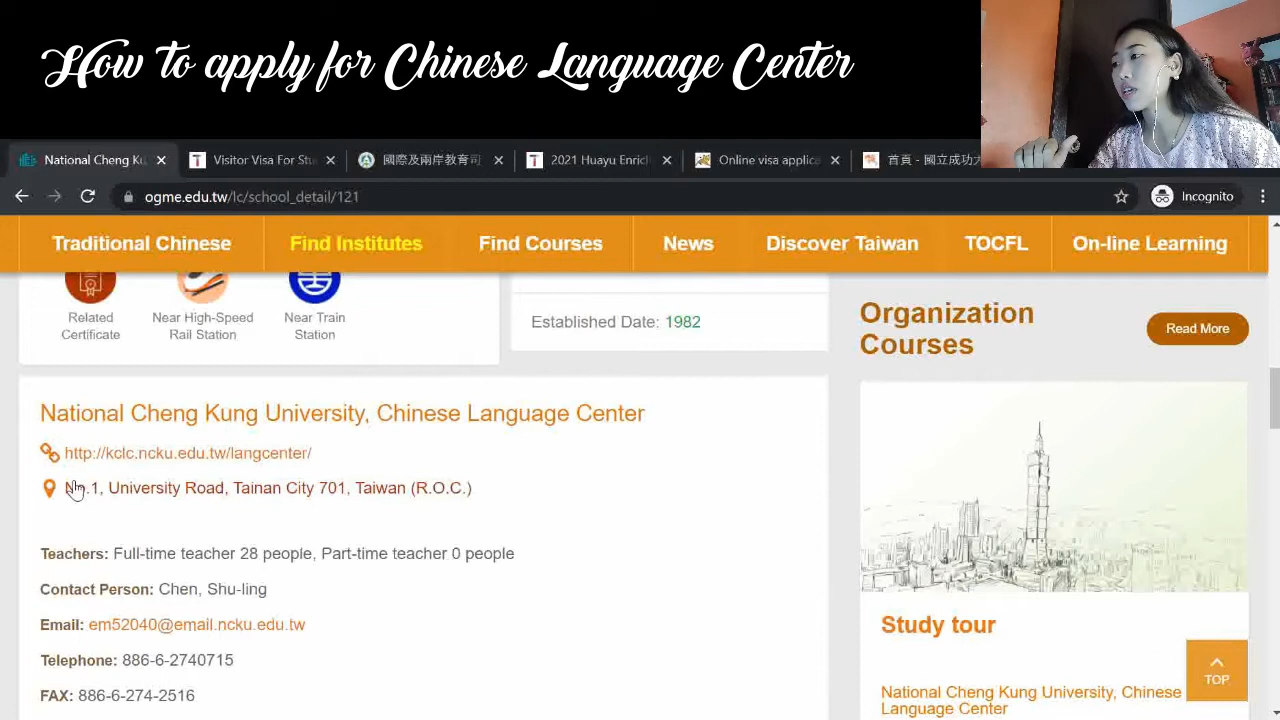 How to apply for Chinese Language Center
National Cheng Ku
Visitor Visa For Stu
國際及兩岸教育司
2021 Huayu Enrich
Online visa applica
首頁 - 國立成功大
ogme.edu.tw/lc/school_detail/121
Incognito
Traditional Chinese
Find Institutes
Find Courses
News
Discover Taiwan
TOCFL
On-line Learning
Related
Certificate
Near High-Speed
Rail Station
Near Train
Station
Established Date: 1982
Organization
Courses
Read More
National Cheng Kung University, Chinese Language Center
http://kclc.ncku.edu.tw/langcenter/
No.1, University Road, Tainan City 701, Taiwan (R.O.C.)
Teachers: Full-time teacher 28 people, Part-time teacher 0 people
Contact Person: Chen, Shu-ling
Email: em52040@email.ncku.edu.tw
Telephone: 886-6-2740715
FAX: 886-6-274-2516
Study tour
TOP
National Cheng Kung University, Chinese
Language Center